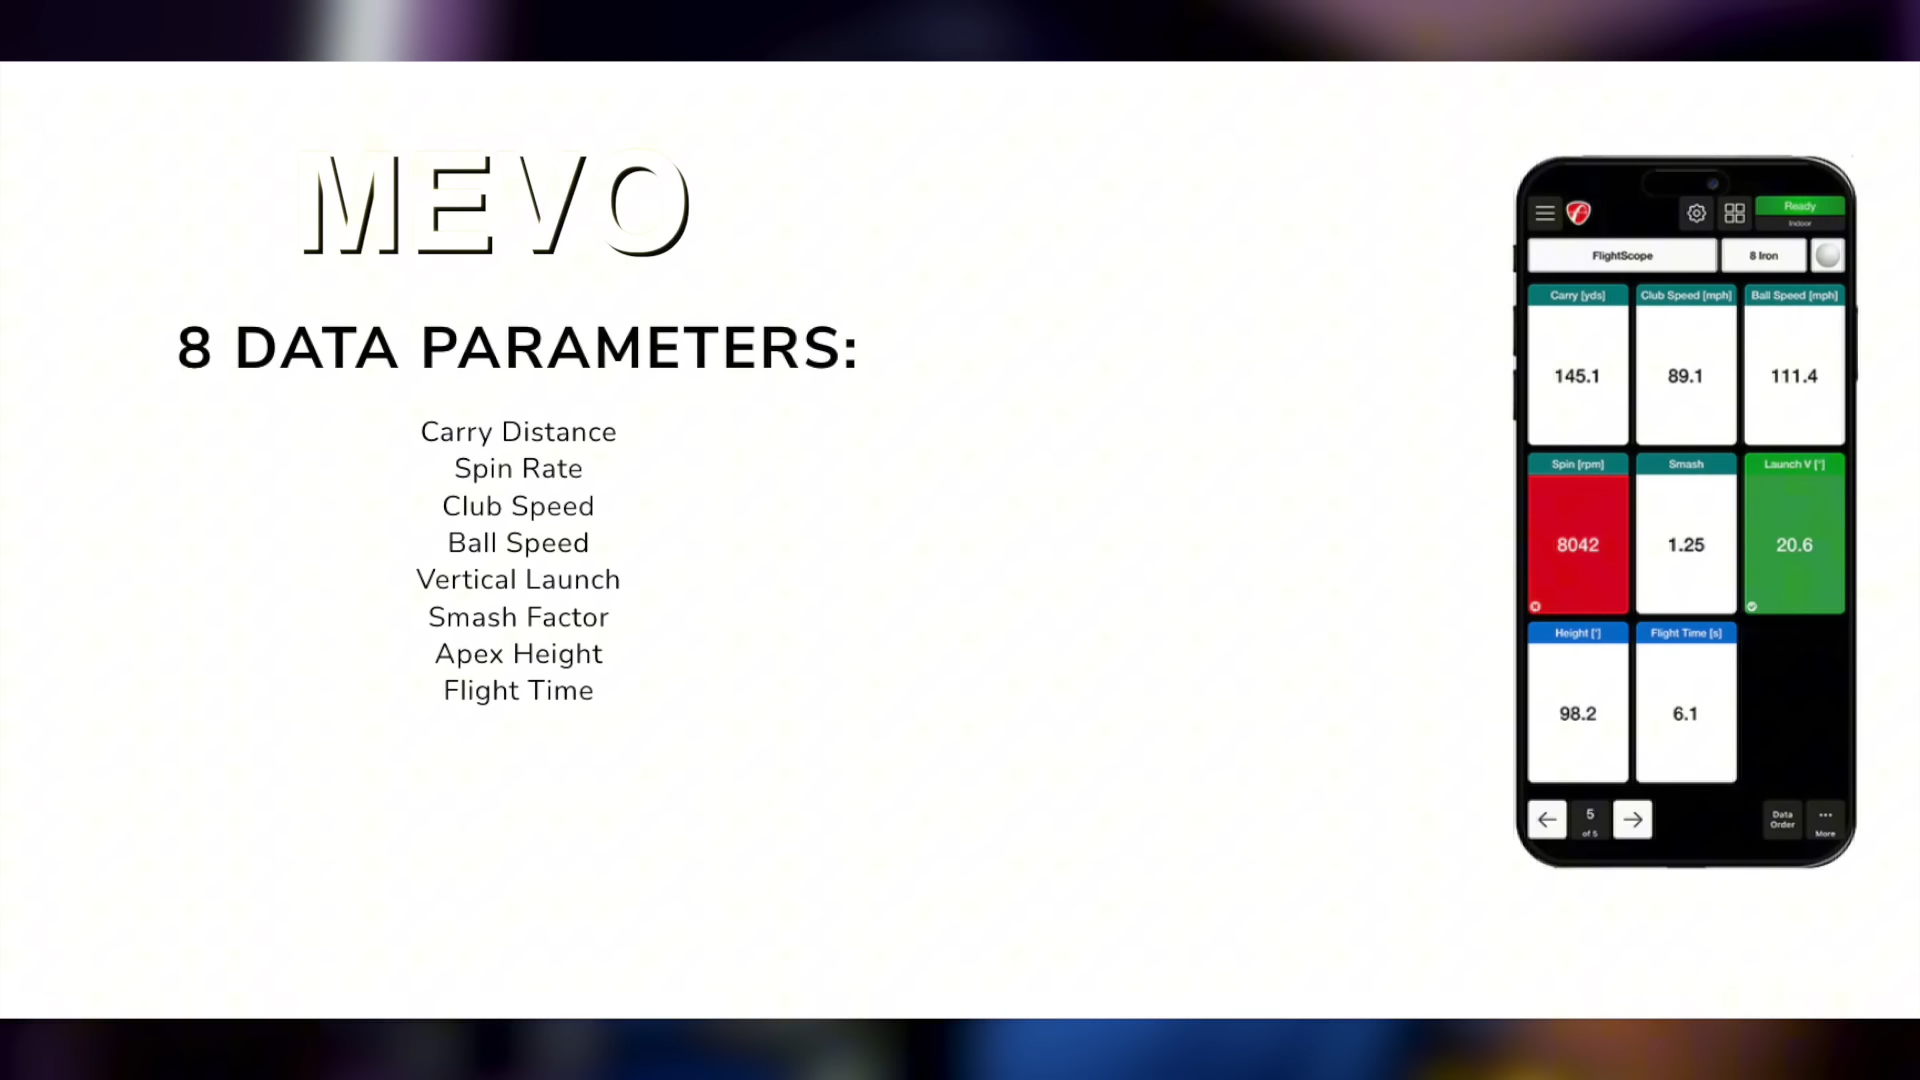 MEVO
8 DATA PARAMETERS:
Carry Distance
Spin Rate
Club Speed
Ball Speed
Vertical Launch
Smash Factor
Apex Height
Flight Time
Ready
Indoor
FlightScope
8 Iron
Carry [yds]
Club Speed [mph]
Ball Speed [mph]
145.1
89.1
111.4
Spin [rpm]
Smash
Launch V [°]
8042
1.25
20.6
Height [']
Flight Time [s]
98.2
6.1
5
of 5
Data
Order
More